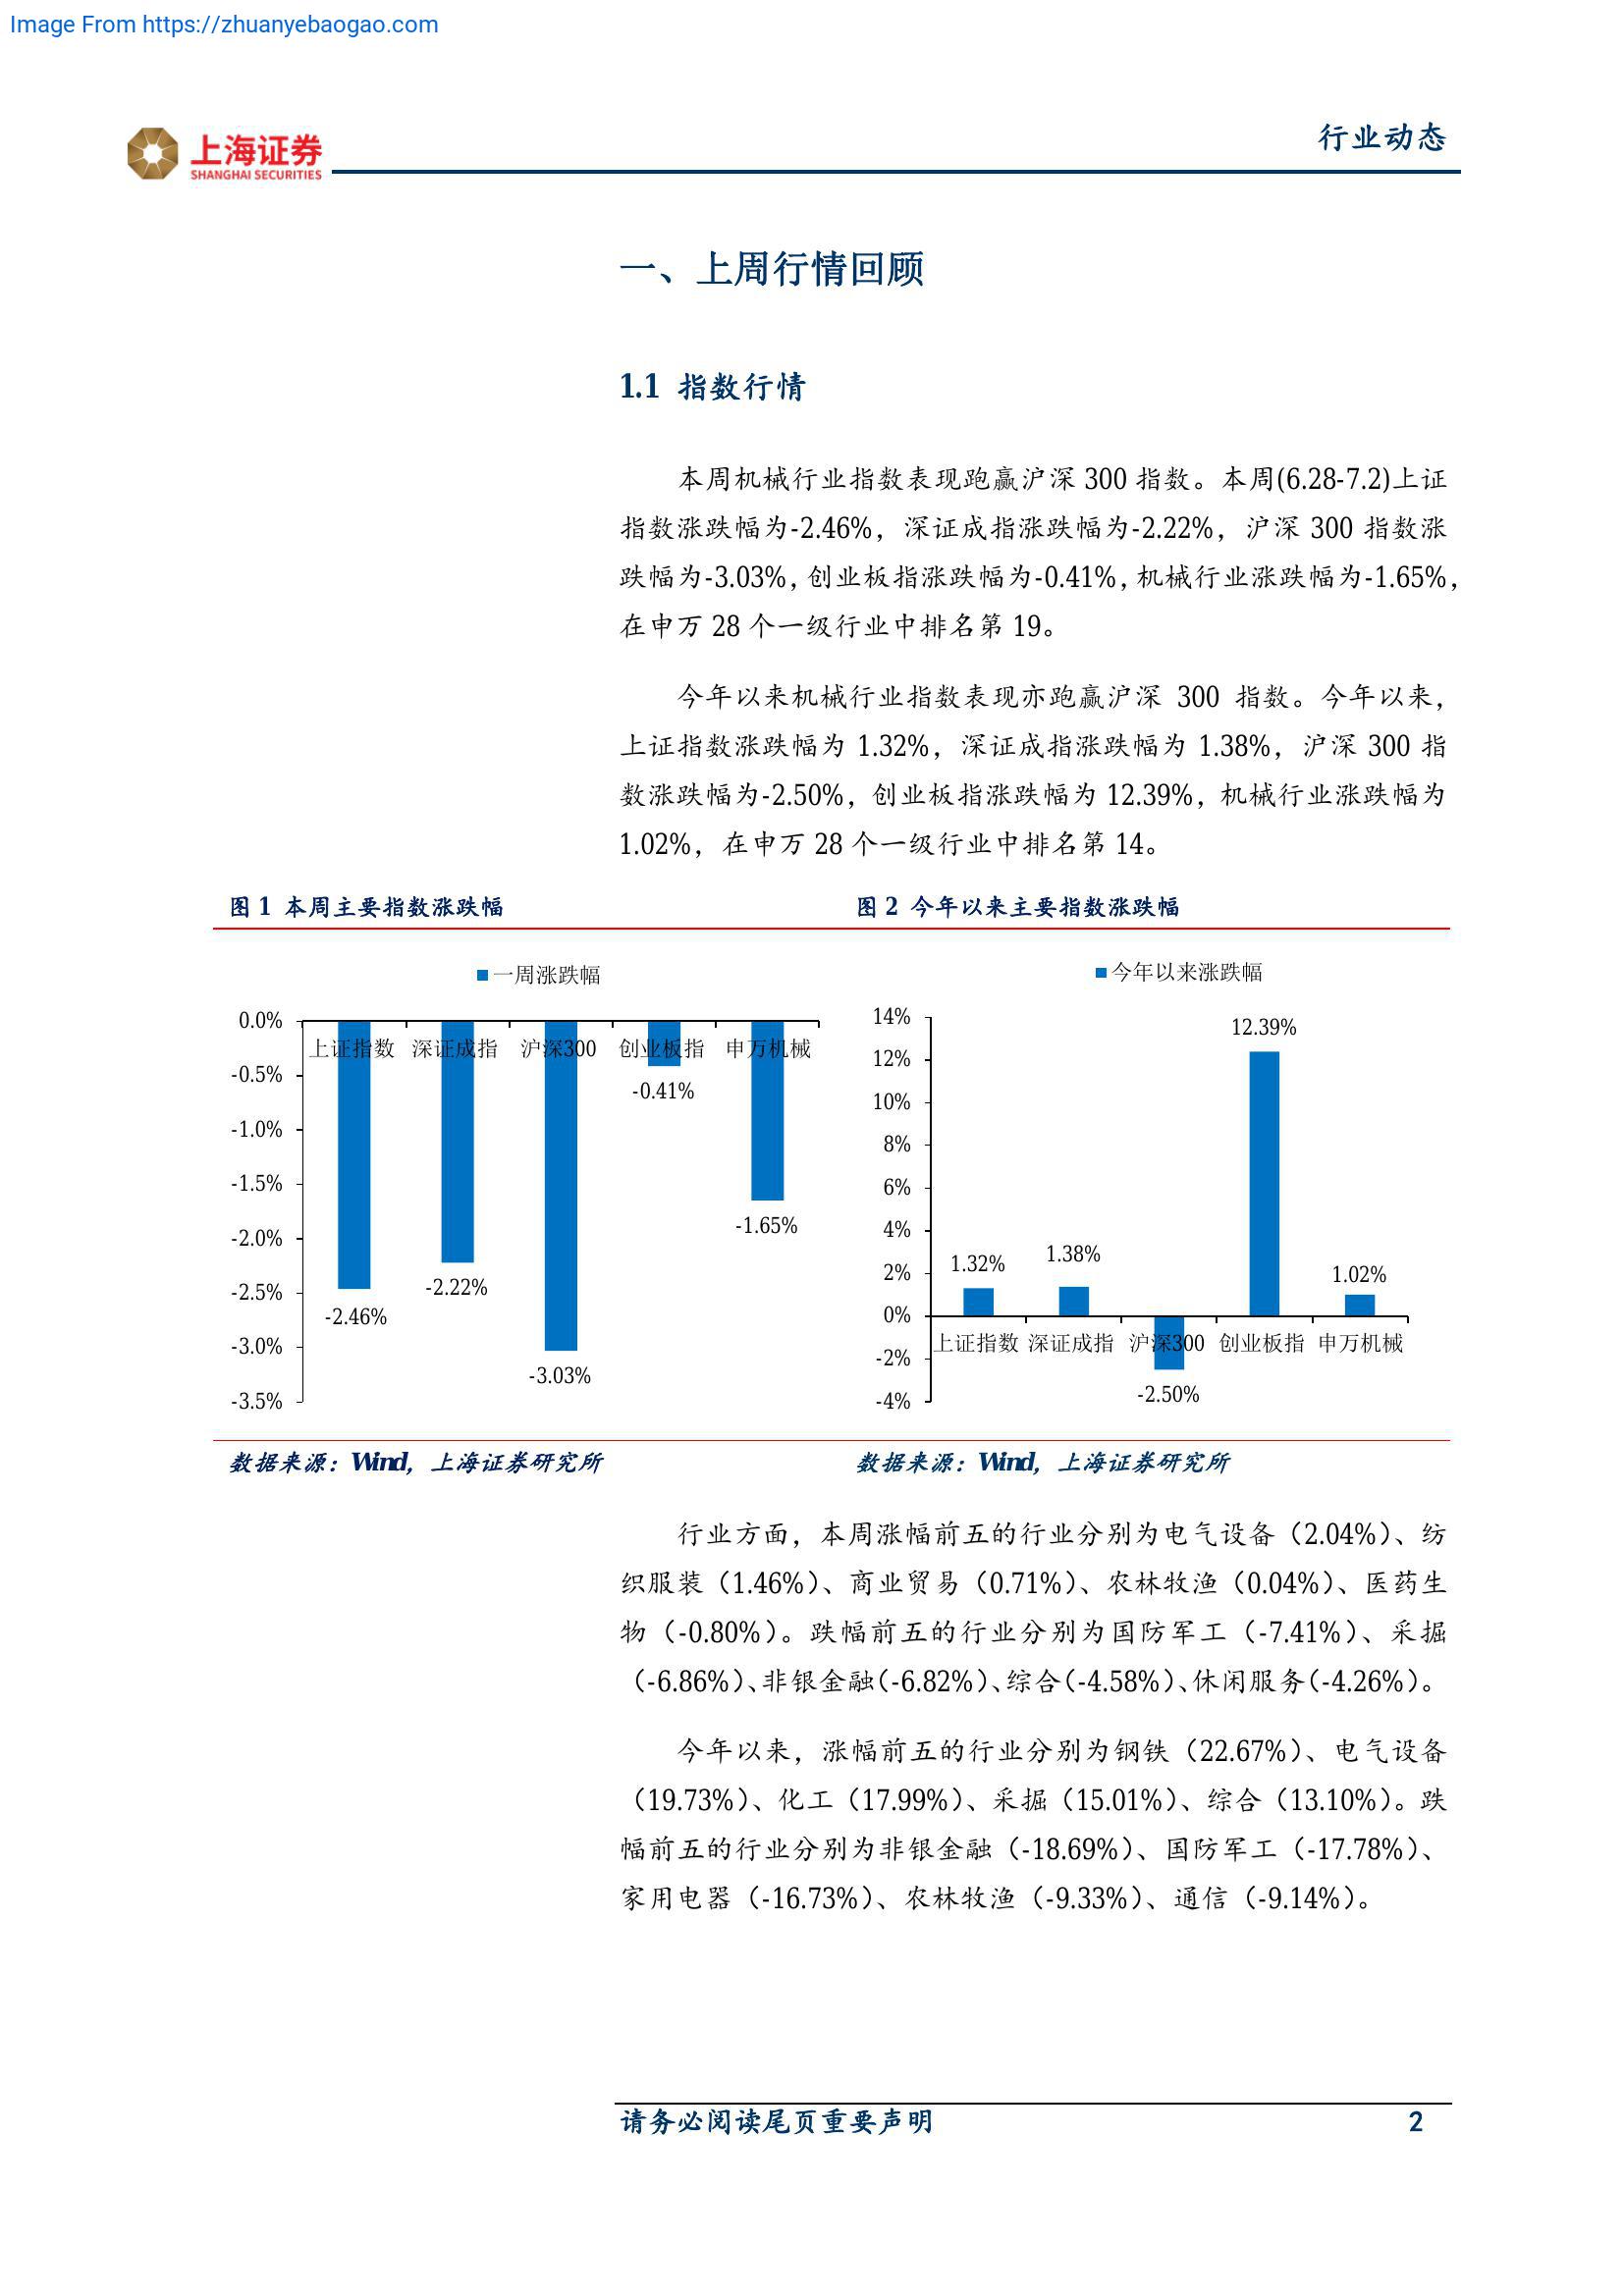 Image From https://zhuanyebaogao.com
上海证券
SHANGHAI SECURITIES
行业动态
一、上周行情回顾
1.1 指数行情
本周机械行业指数表现跑赢沪深 300 指数。本周(6.28-7.2)上证
指数涨跌幅为-2.46%，深证成指涨跌幅为-2.22%，沪深 300 指数涨
跌幅为-3.03%，创业板指涨跌幅为-0.41%，机械行业涨跌幅为-1.65%，
在申万 28 个一级行业中排名第 19。
今年以来机械行业指数表现亦跑赢沪深 300 指数。今年以来，
上证指数涨跌幅为 1.32%，深证成指涨跌幅为 1.38%，沪深 300 指
数涨跌幅为-2.50%，创业板指涨跌幅为 12.39%，机械行业涨跌幅为
1.02%，在申万 28 个一级行业中排名第 14。
图 1 本周主要指数涨跌幅
一周涨跌幅
0.0%
-0.5%
-1.0%
-1.5%
-2.0%
-2.5%
-3.0%
-3.5%
上证指数 深证成指 沪深300 创业板指 申万机械
-2.46%
-2.22%
-3.03%
-0.41%
-1.65%
数据来源：Wind，上海证券研究所
图 2 今年以来主要指数涨跌幅
今年以来涨跌幅
14%
12%
10%
8%
6%
4%
2%
0%
-2%
-4%
1.32%
1.38%
-2.50%
12.39%
1.02%
上证指数 深证成指 沪深300 创业板指 申万机械
数据来源：Wind，上海证券研究所
行业方面，本周涨幅前五的行业分别为电气设备（2.04%）、纺
织服装（1.46%）、商业贸易（0.71%）、农林牧渔（0.04%）、医药生
物（-0.80%）。跌幅前五的行业分别为国防军工（-7.41%）、采掘
（-6.86%）、非银金融（-6.82%）、综合（-4.58%）、休闲服务（-4.26%）。
今年以来，涨幅前五的行业分别为钢铁（22.67%）、电气设备
（19.73%）、化工（17.99%）、采掘（15.01%）、综合（13.10%）。跌
幅前五的行业分别为非银金融（-18.69%）、国防军工（-17.78%）、
家用电器（-16.73%）、农林牧渔（-9.33%）、通信（-9.14%）。
请务必阅读尾页重要声明
2